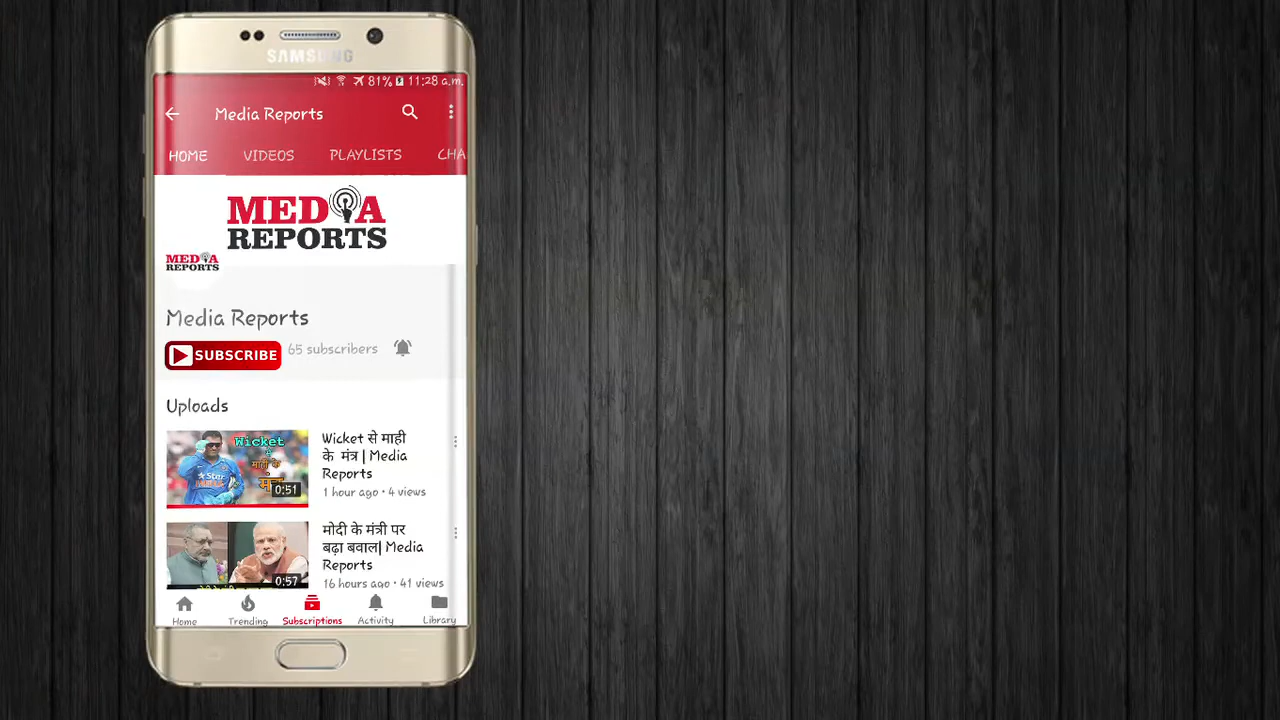 SAMSUNG
81% 11:28 a.m.
Media Reports
HOME VIDEOS PLAYLISTS CHA
MEDIA
REPORTS
MEDIA
REPORTS
Media Reports
SUBSCRIBE 65 subscribers
Uploads
Wicket
से
माही के
मंत्र
0:51
Wicket से माही
के मंत्र | Media
Reports
1 hour ago • 4 views
0:57
मोदी के मंत्री पर
बढ़ा बवाल| Media
Reports
16 hours ago • 41 views
Home Trending Subscriptions Activity Library